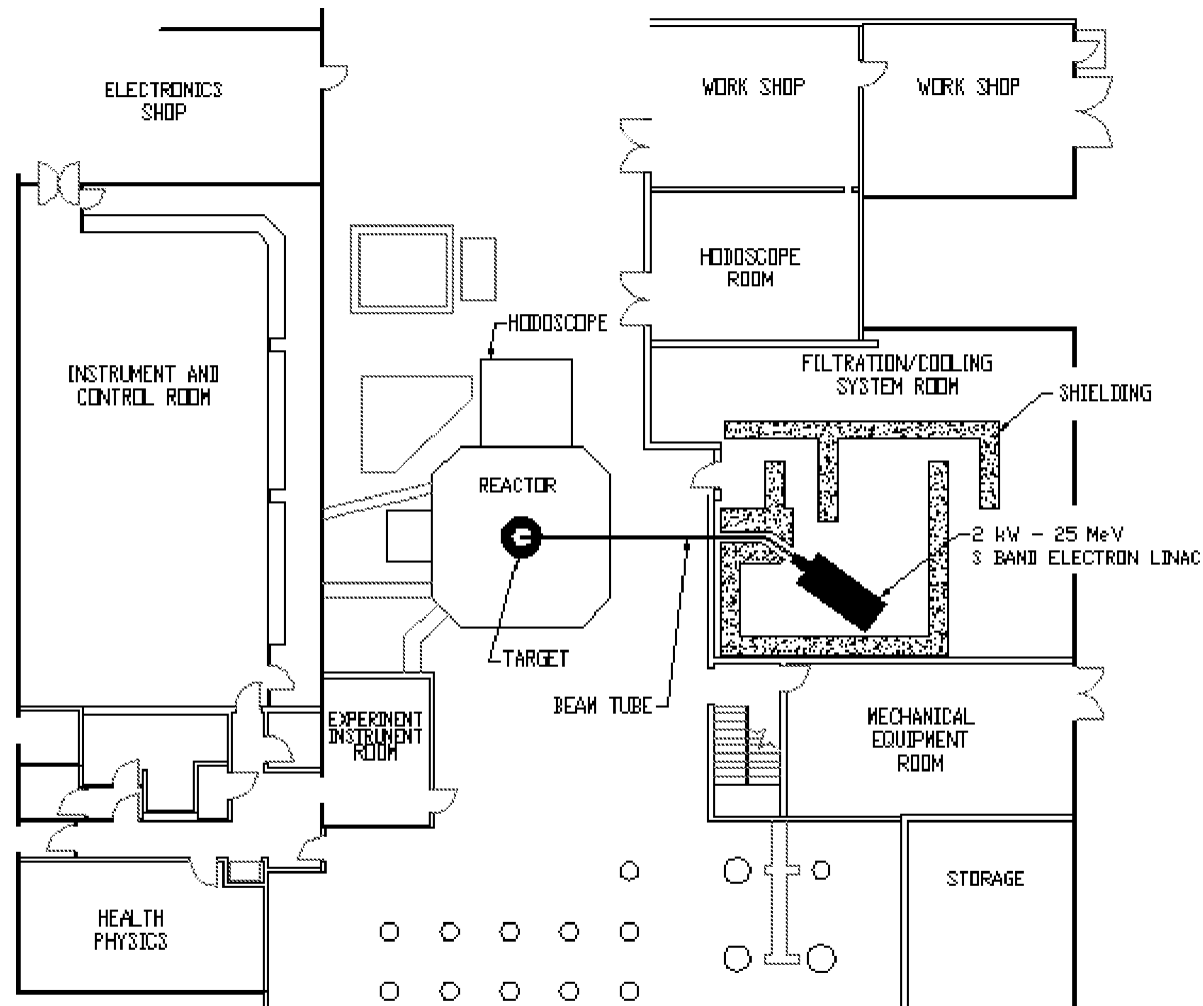 ELECTRONICS
SHOP
WORK SHOP
WORK SHOP
HODOSCOPE
ROOM
HODOSCOPE
INSTRUMENT AND
CONTROL ROOM
FILTRATION/COOLING
SYSTEM ROOM
SHIELDING
REACTOR
2 kW - 25 MeV
S BAND ELECTRON LINAC
TARGET
BEAM TUBE
EXPERIMENT
INSTRUMENT
ROOM
MECHANICAL
EQUIPMENT
ROOM
STORAGE
HEALTH
PHYSICS